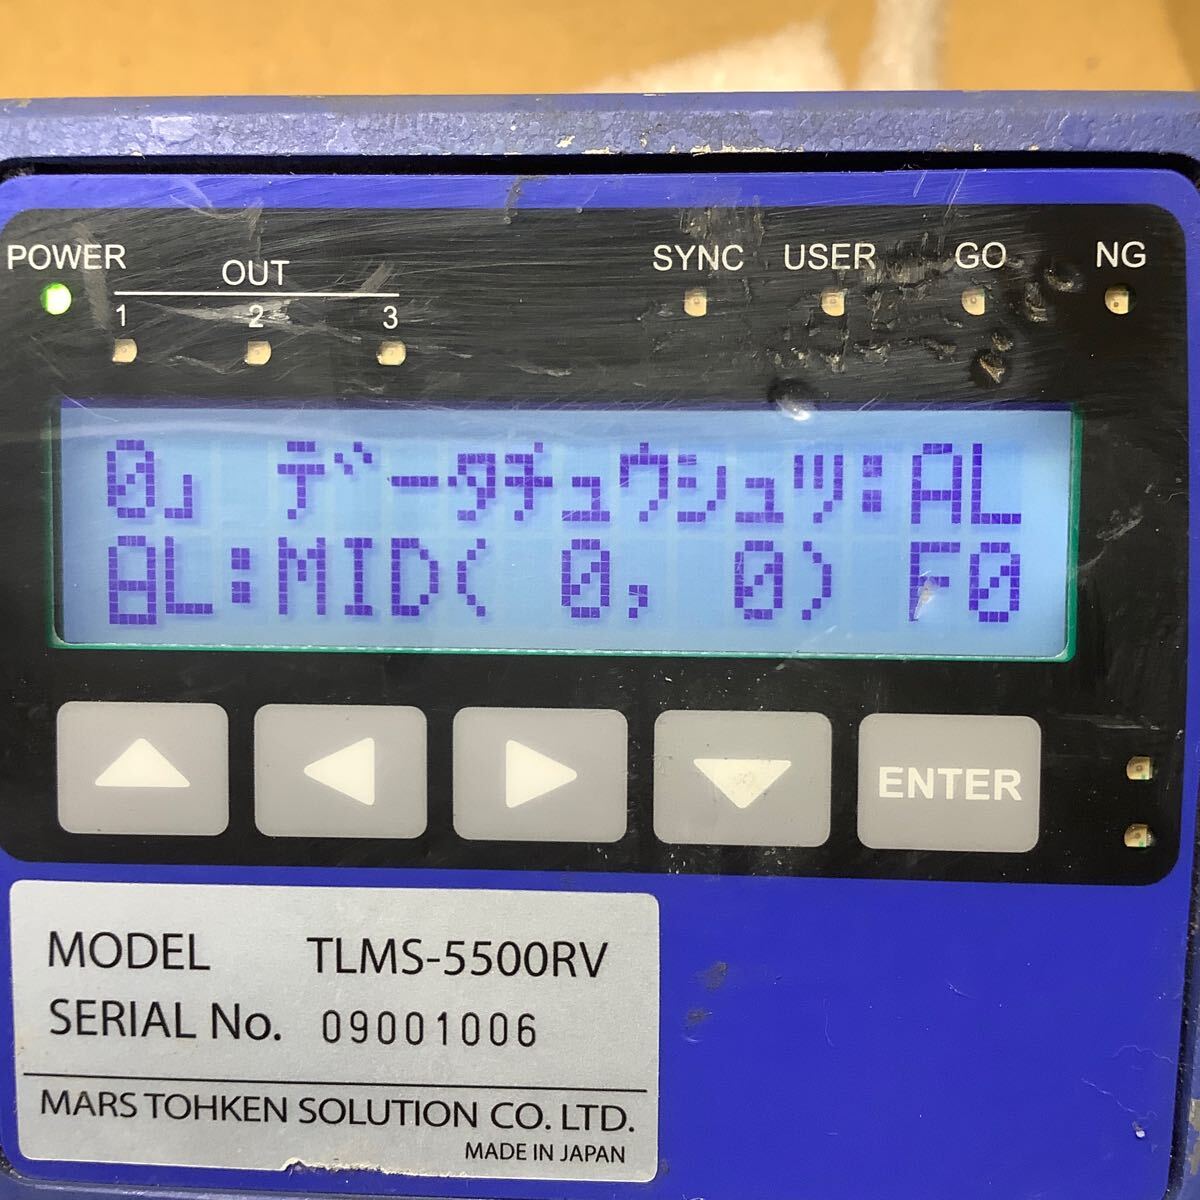 POWER
OUT
1 2 3
SYNC USER GO NG
0」 データチュウシュツ:AL
AL:MID( 0, 0) F0
ENTER
MODEL TLMS-5500RV
SERIAL No. 09001006
MARS TOHKEN SOLUTION CO. LTD.
MADE IN JAPAN